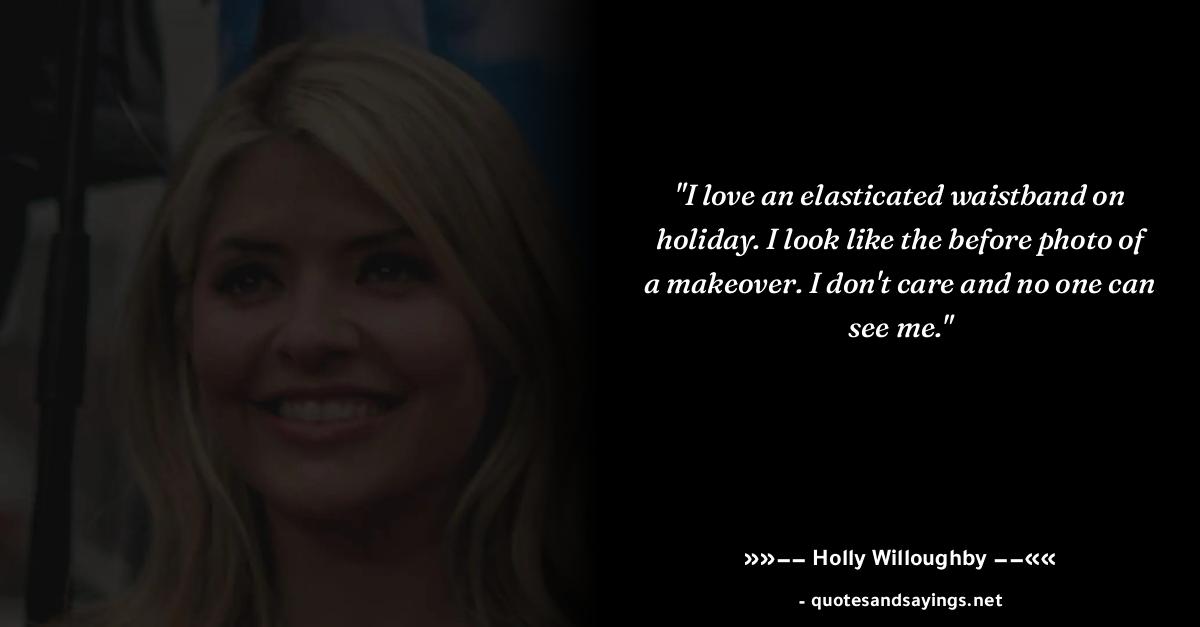 "I love an elasticated waistband on
holiday. I look like the before photo of
a makeover. I don't care and no one can
see me."
»»–– Holly Willoughby ––««
- quotesandsayings.net